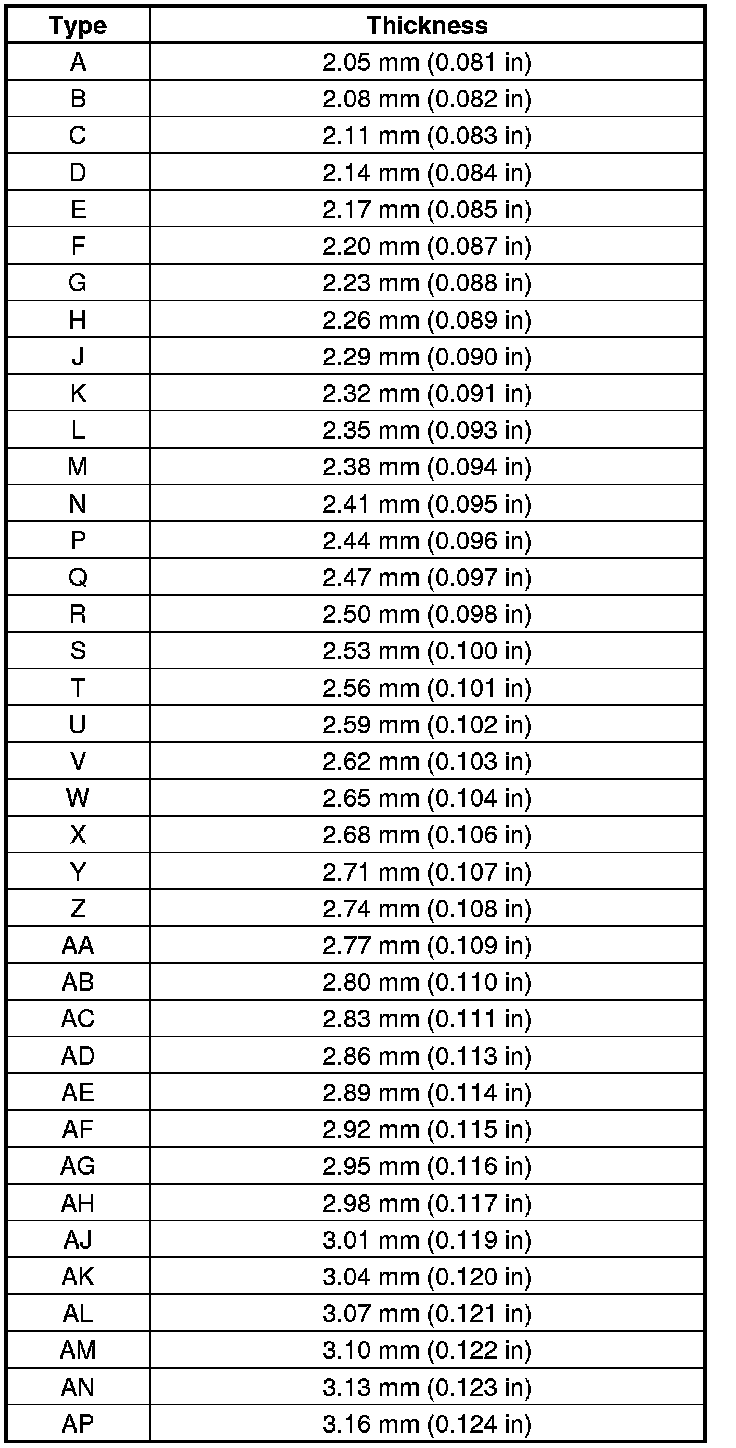 Type Thickness
A 2.05 mm (0.081 in)
B 2.08 mm (0.082 in)
C 2.11 mm (0.083 in)
D 2.14 mm (0.084 in)
E 2.17 mm (0.085 in)
F 2.20 mm (0.087 in)
G 2.23 mm (0.088 in)
H 2.26 mm (0.089 in)
J 2.29 mm (0.090 in)
K 2.32 mm (0.091 in)
L 2.35 mm (0.093 in)
M 2.38 mm (0.094 in)
N 2.41 mm (0.095 in)
P 2.44 mm (0.096 in)
Q 2.47 mm (0.097 in)
R 2.50 mm (0.098 in)
S 2.53 mm (0.100 in)
T 2.56 mm (0.101 in)
U 2.59 mm (0.102 in)
V 2.62 mm (0.103 in)
W 2.65 mm (0.104 in)
X 2.68 mm (0.106 in)
Y 2.71 mm (0.107 in)
Z 2.74 mm (0.108 in)
AA 2.77 mm (0.109 in)
AB 2.80 mm (0.110 in)
AC 2.83 mm (0.111 in)
AD 2.86 mm (0.113 in)
AE 2.89 mm (0.114 in)
AF 2.92 mm (0.115 in)
AG 2.95 mm (0.116 in)
AH 2.98 mm (0.117 in)
AJ 3.01 mm (0.119 in)
AK 3.04 mm (0.120 in)
AL 3.07 mm (0.121 in)
AM 3.10 mm (0.122 in)
AN 3.13 mm (0.123 in)
AP 3.16 mm (0.124 in)